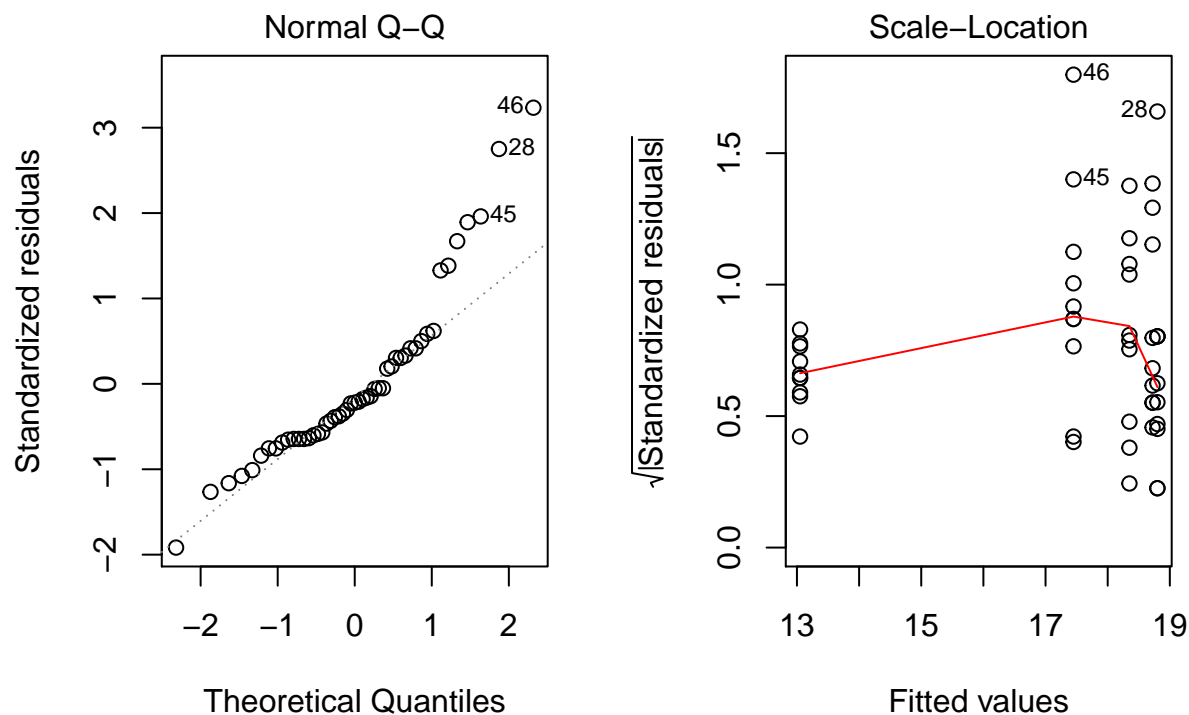 Normal Q−Q
46
28
45
3
2
1
0
−1
−2
−2 −1 0 1 2
Standardized residuals
Theoretical Quantiles
Scale−Location
46
28
45
1.5
1.0
0.5
0.0
13 15 17 19
√|Standardized residuals|
Fitted values